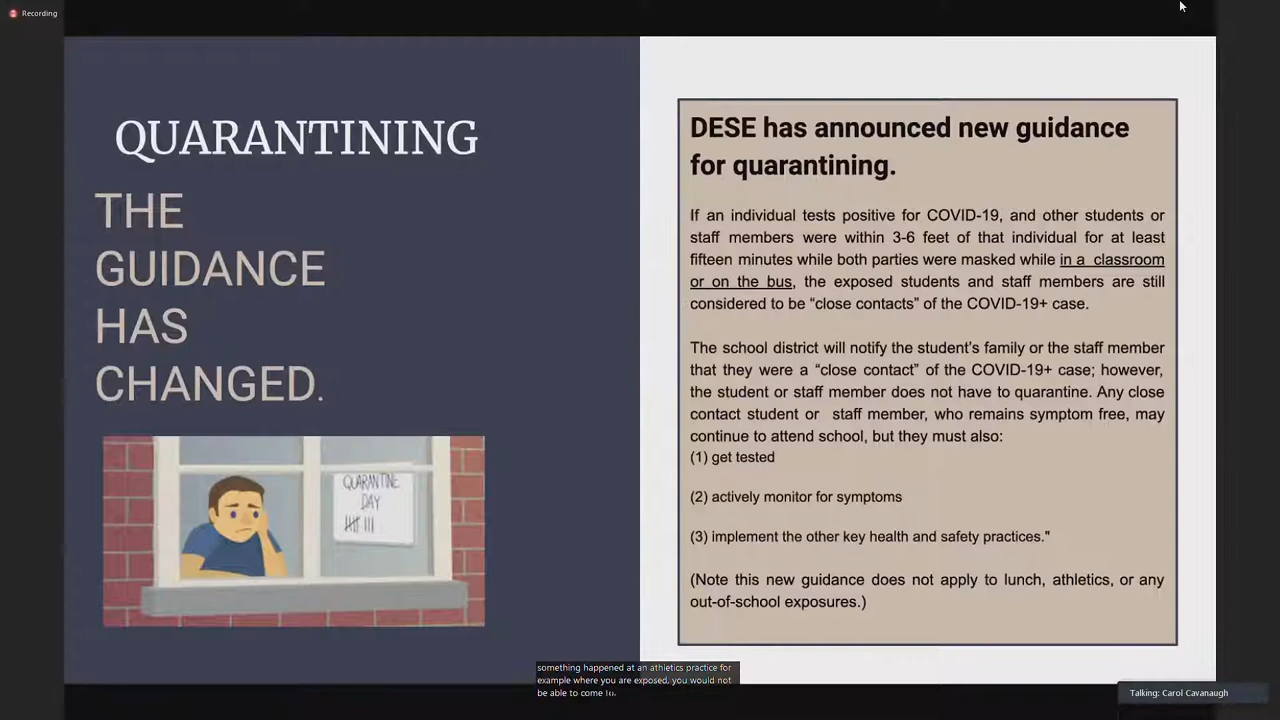 Recording
QUARANTINING
THE
GUIDANCE
HAS
CHANGED.
QUARANTINE
DAY
DESE has announced new guidance
for quarantining.
If an individual tests positive for COVID-19, and other students or
staff members were within 3-6 feet of that individual for at least
fifteen minutes while both parties were masked while in a classroom
or on the bus, the exposed students and staff members are still
considered to be “close contacts” of the COVID-19+ case.
The school district will notify the student’s family or the staff member
that they were a “close contact” of the COVID-19+ case; however,
the student or staff member does not have to quarantine. Any close
contact student or staff member, who remains symptom free, may
continue to attend school, but they must also:
(1) get tested
(2) actively monitor for symptoms
(3) implement the other key health and safety practices."
(Note this new guidance does not apply to lunch, athletics, or any
out-of-school exposures.)
something happened at an athletics practice for
example where you are exposed, you would not
be able to come
Talking: Carol Cavanaugh